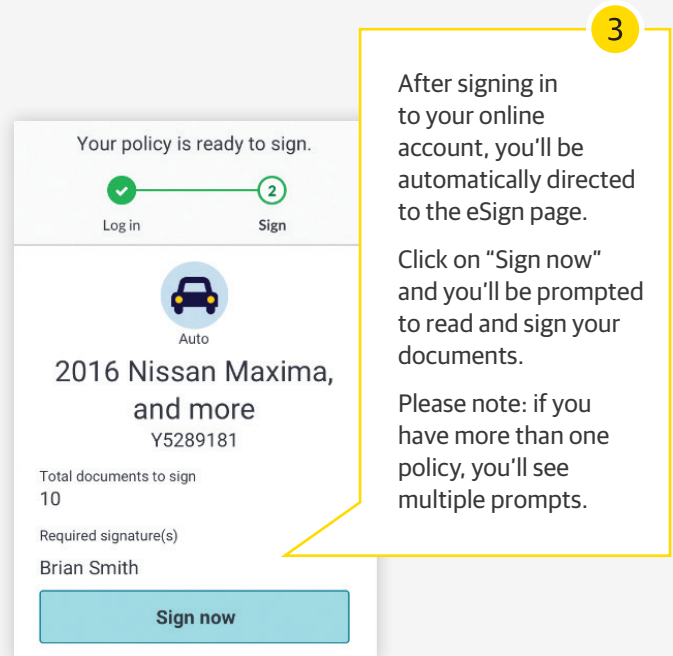 Your policy is ready to sign.
2
Log in
Sign
Auto
2016 Nissan Maxima,
and more
Y5289181
Total documents to sign
10
Required signature(s)
Brian Smith
Sign now
3
After signing in
to your online
account, you'll be
automatically directed
to the eSign page.
Click on "Sign now"
and you'll be prompted
to read and sign your
documents.
Please note: if you
have more than one
policy, you'll see
multiple prompts.